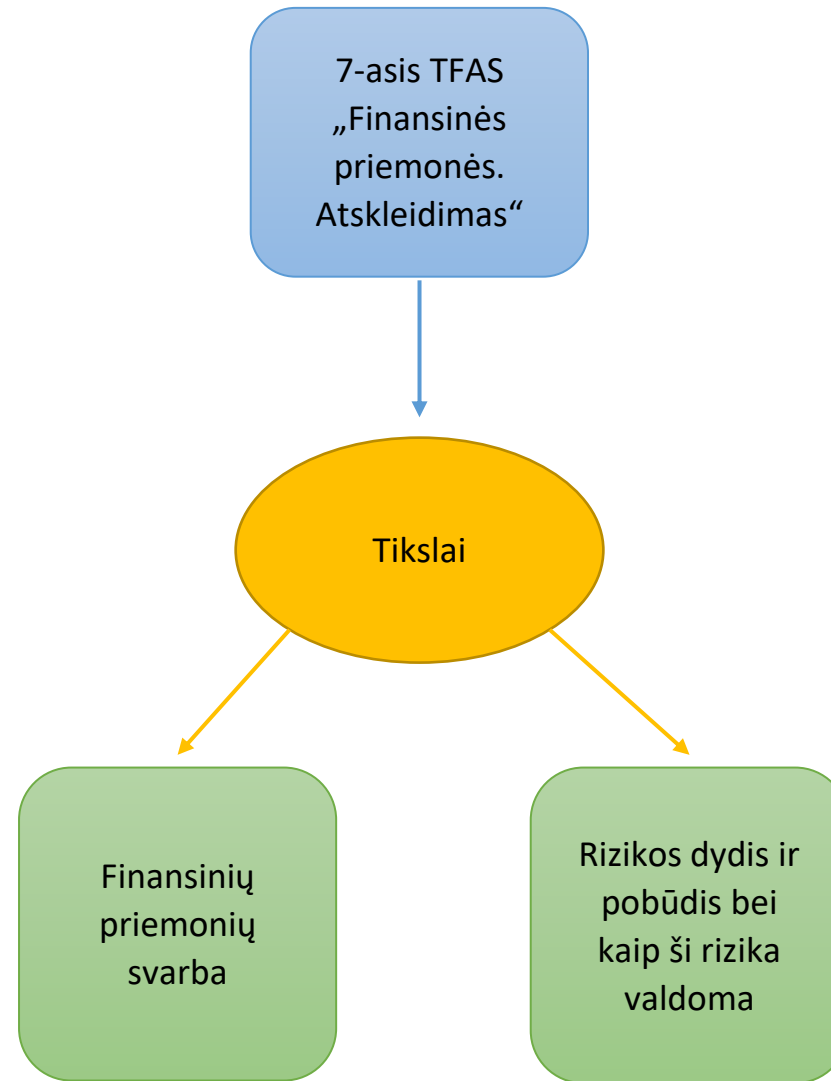 7-asis TFAS
„Finansinės
priemonės.
Atskleidimas“
Tikslai
Finansinių
priemonių
svarba
Rizikos dydis ir
pobūdis bei
kaip ši rizika
valdoma